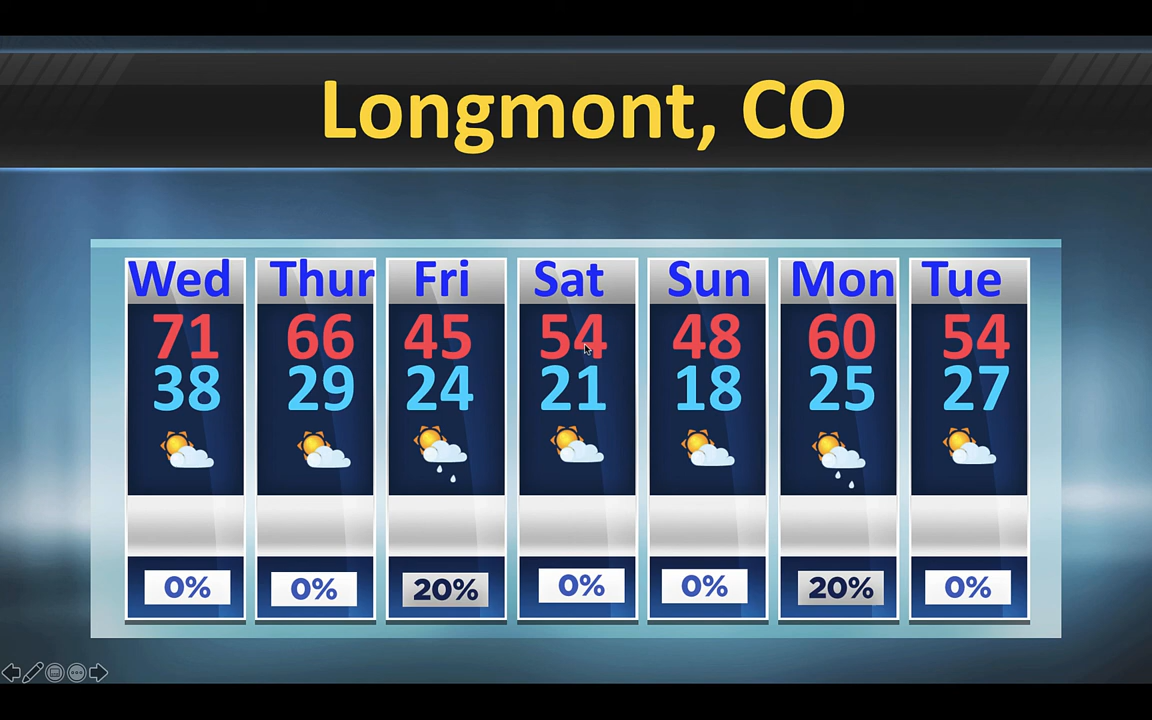 Longmont, CO
Wed Thur Fri Sat Sun Mon Tue
71 66 45 54 48 60 54
38 29 24 21 18 25 27
0% 0% 20% 0% 0% 20% 0%